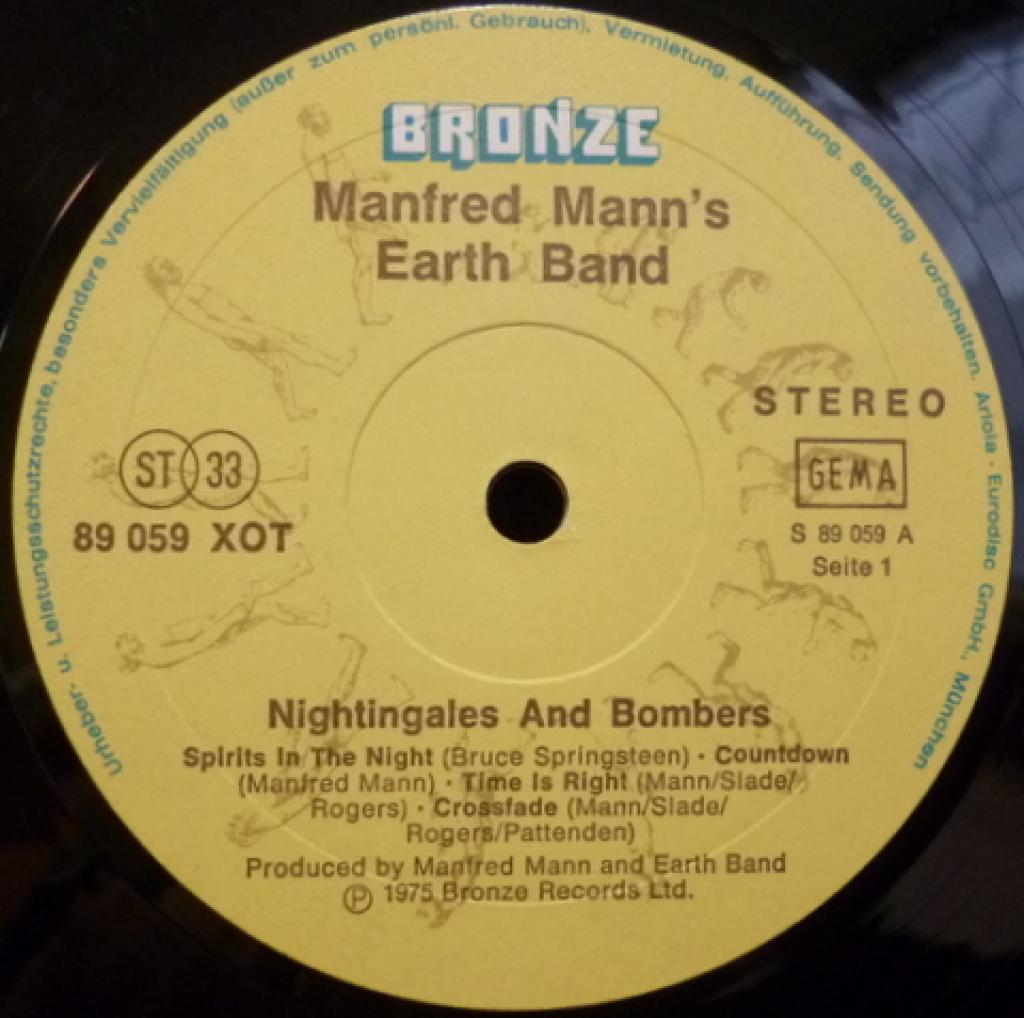 Urheber- u. Leistungsschutzrechte, besonders Vervielfältigung (außer zum persönl. Gebrauch), Vermietung, Aufführung, Sendung vorbehalten. Ariola - Eurodisc GmbH., München
BRONZE
Manfred Mann's
Earth Band
STEREO
ST 33
GEMA
89 059 XOT
S 89 059 A
Seite 1
Nightingales And Bombers
Spirits In The Night (Bruce Springsteen) · Countdown
(Manfred Mann) · Time Is Right (Mann/Slade/
Rogers) · Crossfade (Mann/Slade/
Rogers/Pattenden)
Produced by Manfred Mann and Earth Band
Ⓟ 1975 Bronze Records Ltd.